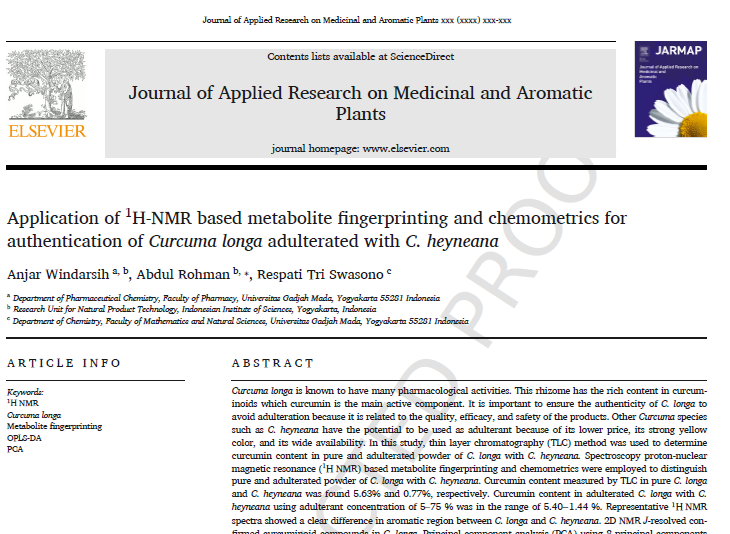 Journal of Applied Research on Medicinal and Aromatic Plants xxx (xxxx) xxx-xxx
Contents lists available at ScienceDirect
Journal of Applied Research on Medicinal and Aromatic
Plants
journal homepage: www.elsevier.com
ELSEVIER
JARMAP
Journal of Applied Research on
Medicinal and
Aromatic
Plants
Application of ¹H-NMR based metabolite fingerprinting and chemometrics for
authentication of Curcuma longa adulterated with C. heyneana
Anjar Windarsih a, b, Abdul Rohman b, *, Respati Tri Swasono c
a Department of Pharmaceutical Chemistry, Faculty of Pharmacy, Universitas Gadjah Mada, Yogyakarta 55281 Indonesia
b Research Unit for Natural Product Technology, Indonesian Institute of Sciences, Yogyakarta, Indonesia
c Department of Chemistry, Faculty of Mathematics and Natural Sciences, Universitas Gadjah Mada, Yogyakarta 55281 Indonesia
ARTICLE INFO
Keywords:
¹H NMR
Curcuma longa
Metabolite fingerprinting
OPLS-DA
PCA
ABSTRACT
Curcuma longa is known to have many pharmacological activities. This rhizome has the rich content in curcum-
inoids which curcumin is the main active component. It is important to ensure the authenticity of C. longa to
avoid adulteration because it is related to the quality, efficacy, and safety of the products. Other Curcuma species
such as C. heyneana have the potential to be used as adulterant because of its lower price, its strong yellow
color, and its wide availability. In this study, thin layer chromatography (TLC) method was used to determine
curcumin content in pure and adulterated powder of C. longa with C. heyneana. Spectroscopy proton-nuclear
magnetic resonance (¹H NMR) based metabolite fingerprinting and chemometrics were employed to distinguish
pure and adulterated powder of C. longa with C. heyneana. Curcumin content measured by TLC in pure C. longa
and C. heyneana was found 5.63% and 0.77%, respectively. Curcumin content in adulterated C. longa with C.
heyneana using adulterant concentration of 5–75 % was in the range of 5.40–1.44 %. Representative ¹H NMR
spectra showed a clear difference in aromatic region between C. longa and C. heyneana. 2D NMR J-resolved con-
firmed curcuminoid compounds in C. longa. Principal component analysis (PCA) using 8 principal components
CTED PROO